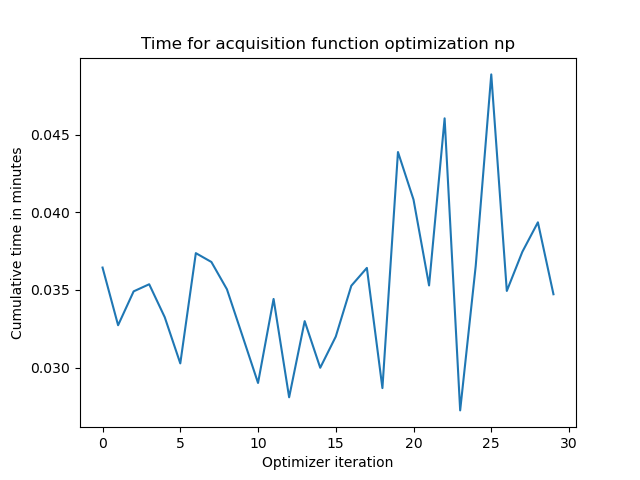 Time for acquisition function optimization np
Cumulative time in minutes
0.045
0.040
0.035
0.030
0 5 10 15 20 25 30
Optimizer iteration